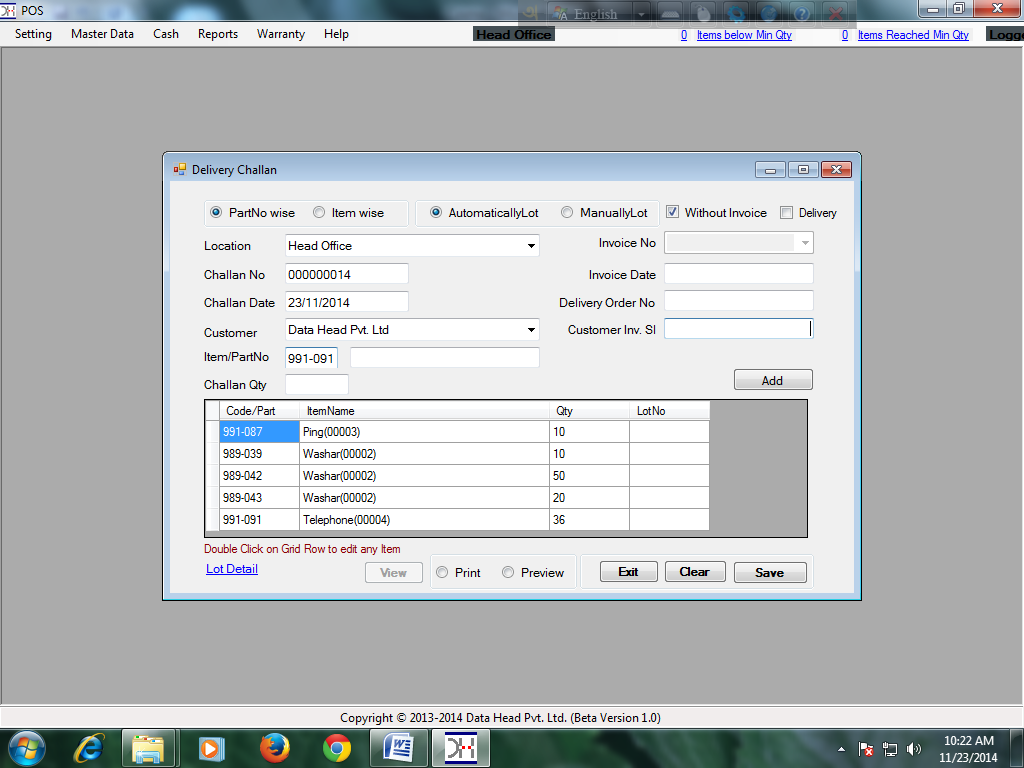 POS
English
Setting Master Data Cash Reports Warranty Help Head Office 0 Items below Min Qty 0 Items Reached Min Qty Logge
Delivery Challan
PartNo wise Item wise AutomaticallyLot ManuallyLot Without Invoice Delivery
Location Head Office Invoice No
Challan No 000000014 Invoice Date
Challan Date 23/11/2014 Delivery Order No
Customer Data Head Pvt. Ltd Customer Inv. Sl
Item/PartNo 991-091
Challan Qty Add
Code/Part ItemName Qty LotNo
991-087 Ping(00003) 10
989-039 Washar(00002) 10
989-042 Washar(00002) 50
989-043 Washar(00002) 20
991-091 Telephone(00004) 36
Double Click on Grid Row to edit any Item
Lot Detail View Print Preview Exit Clear Save
Copyright © 2013-2014 Data Head Pvt. Ltd. (Beta Version 1.0)
10:22 AM
11/23/2014